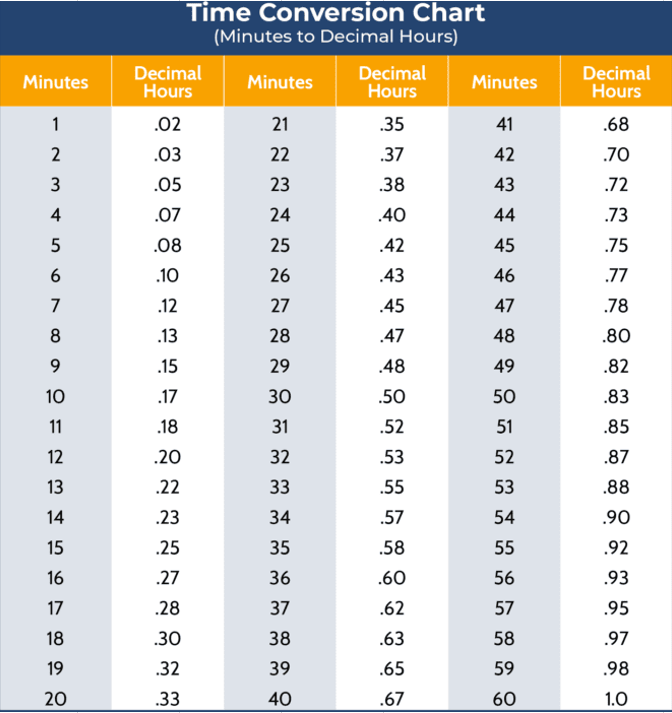 Time Conversion Chart
(Minutes to Decimal Hours)
Minutes Decimal Hours Minutes Decimal Hours Minutes Decimal Hours
1 .02 21 .35 41 .68
2 .03 22 .37 42 .70
3 .05 23 .38 43 .72
4 .07 24 .40 44 .73
5 .08 25 .42 45 .75
6 .10 26 .43 46 .77
7 .12 27 .45 47 .78
8 .13 28 .47 48 .80
9 .15 29 .48 49 .82
10 .17 30 .50 50 .83
11 .18 31 .52 51 .85
12 .20 32 .53 52 .87
13 .22 33 .55 53 .88
14 .23 34 .57 54 .90
15 .25 35 .58 55 .92
16 .27 36 .60 56 .93
17 .28 37 .62 57 .95
18 .30 38 .63 58 .97
19 .32 39 .65 59 .98
20 .33 40 .67 60 1.0